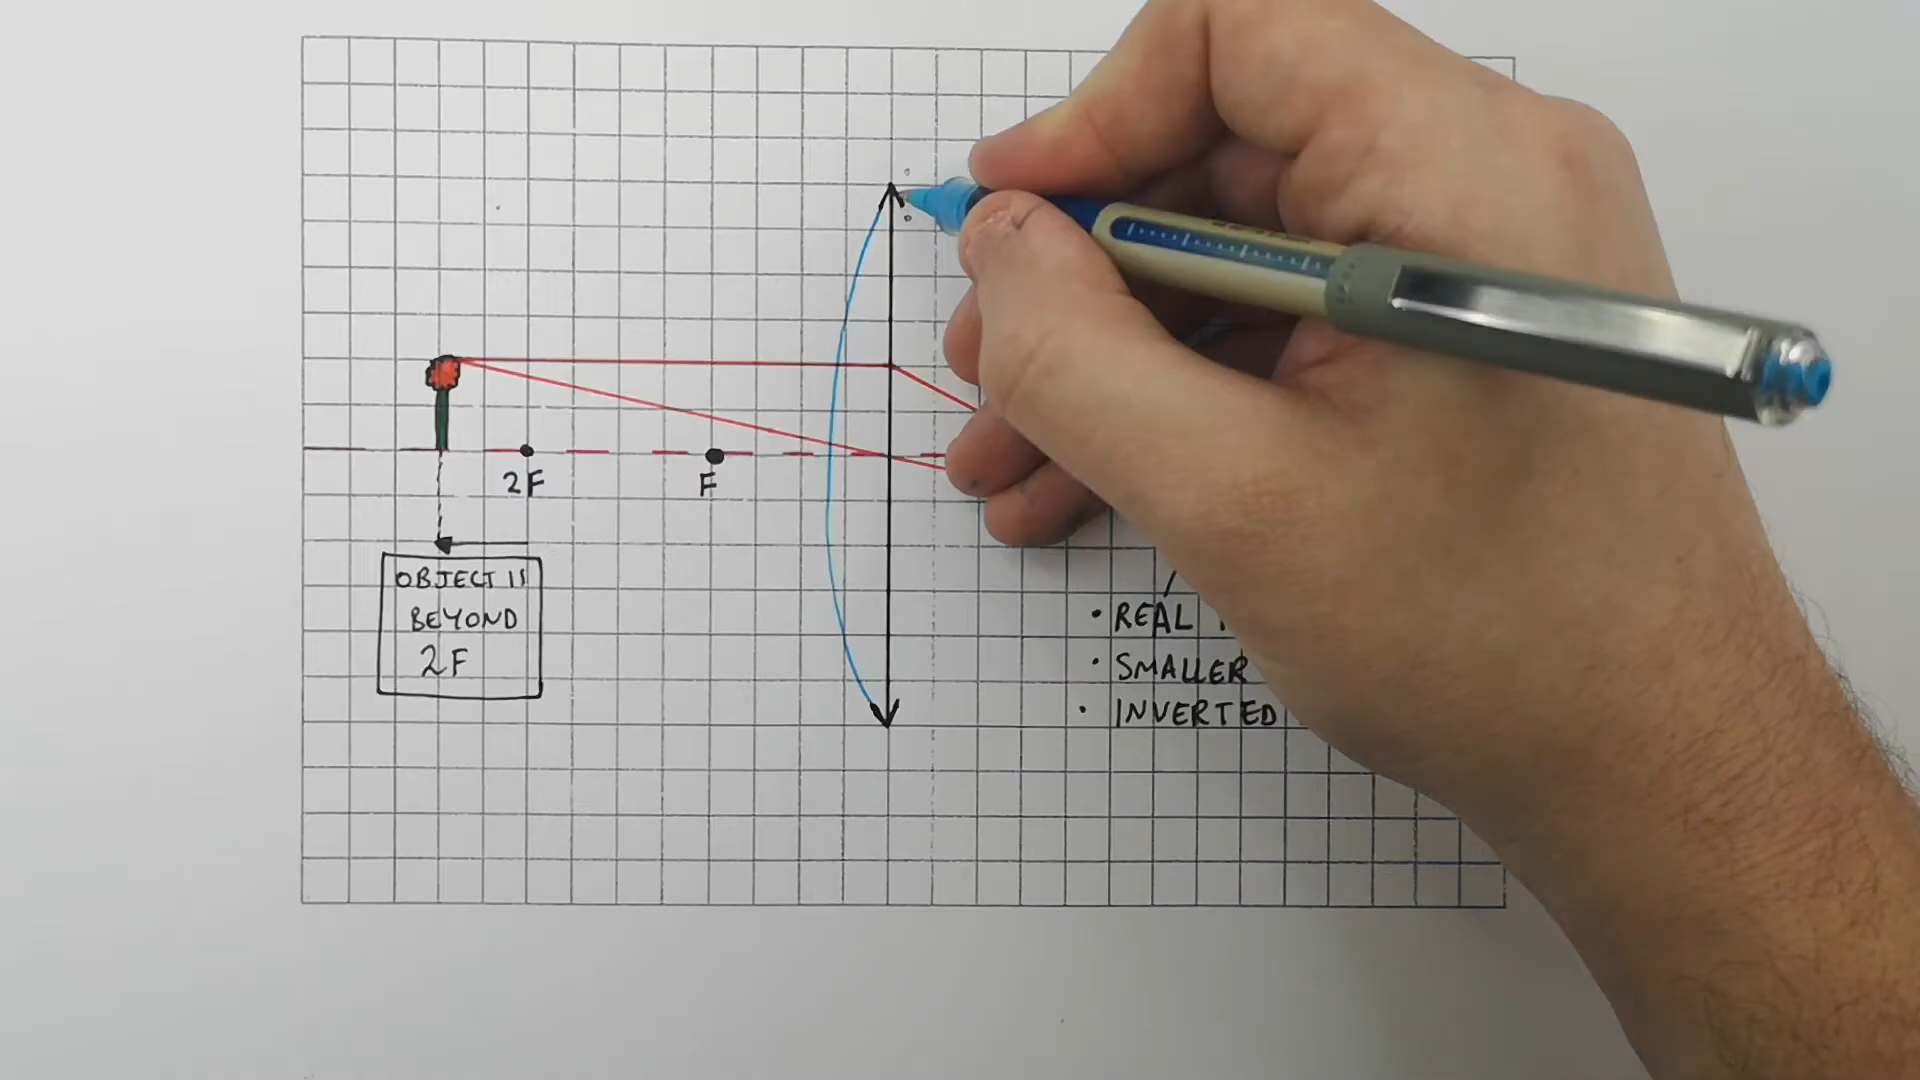 2F
F
OBJECT IS
BEYOND
2F
• REAL
• SMALLER
• INVERTED